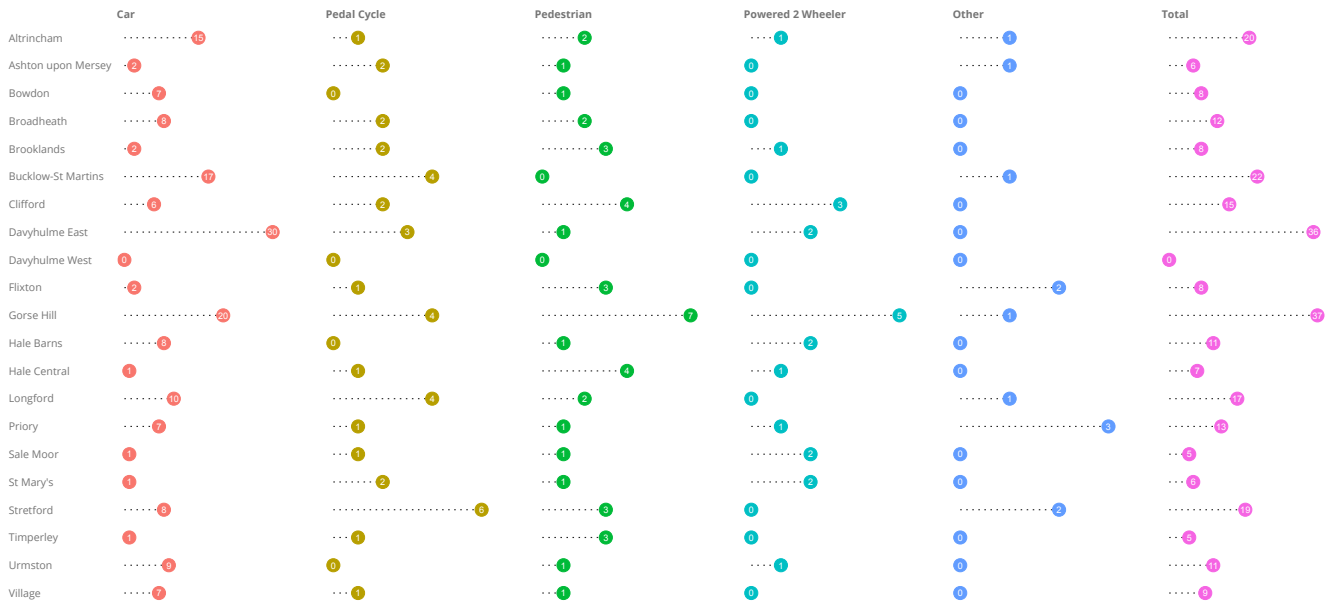 Car Pedal Cycle Pedestrian Powered 2 Wheeler Other Total
Altrincham 15 1 2 1 1 20
Ashton upon Mersey 2 2 1 0 1 6
Bowdon 7 0 1 0 0 8
Broadheath 8 2 2 0 0 12
Brooklands 2 2 3 1 0 8
Bucklow-St Martins 17 4 0 0 1 22
Clifford 6 2 4 3 0 15
Davyhulme East 30 3 1 2 0 36
Davyhulme West 0 0 0 0 0 0
Flixton 2 1 3 0 2 8
Gorse Hill 20 4 7 5 1 37
Hale Barns 8 0 1 2 0 11
Hale Central 1 1 4 1 0 7
Longford 10 4 2 0 1 17
Priory 7 1 1 1 3 13
Sale Moor 1 1 1 2 0 5
St Mary's 1 2 1 2 0 6
Stretford 8 6 3 0 2 19
Timperley 1 1 3 0 0 5
Urmston 9 0 1 1 0 11
Village 7 1 1 0 0 9